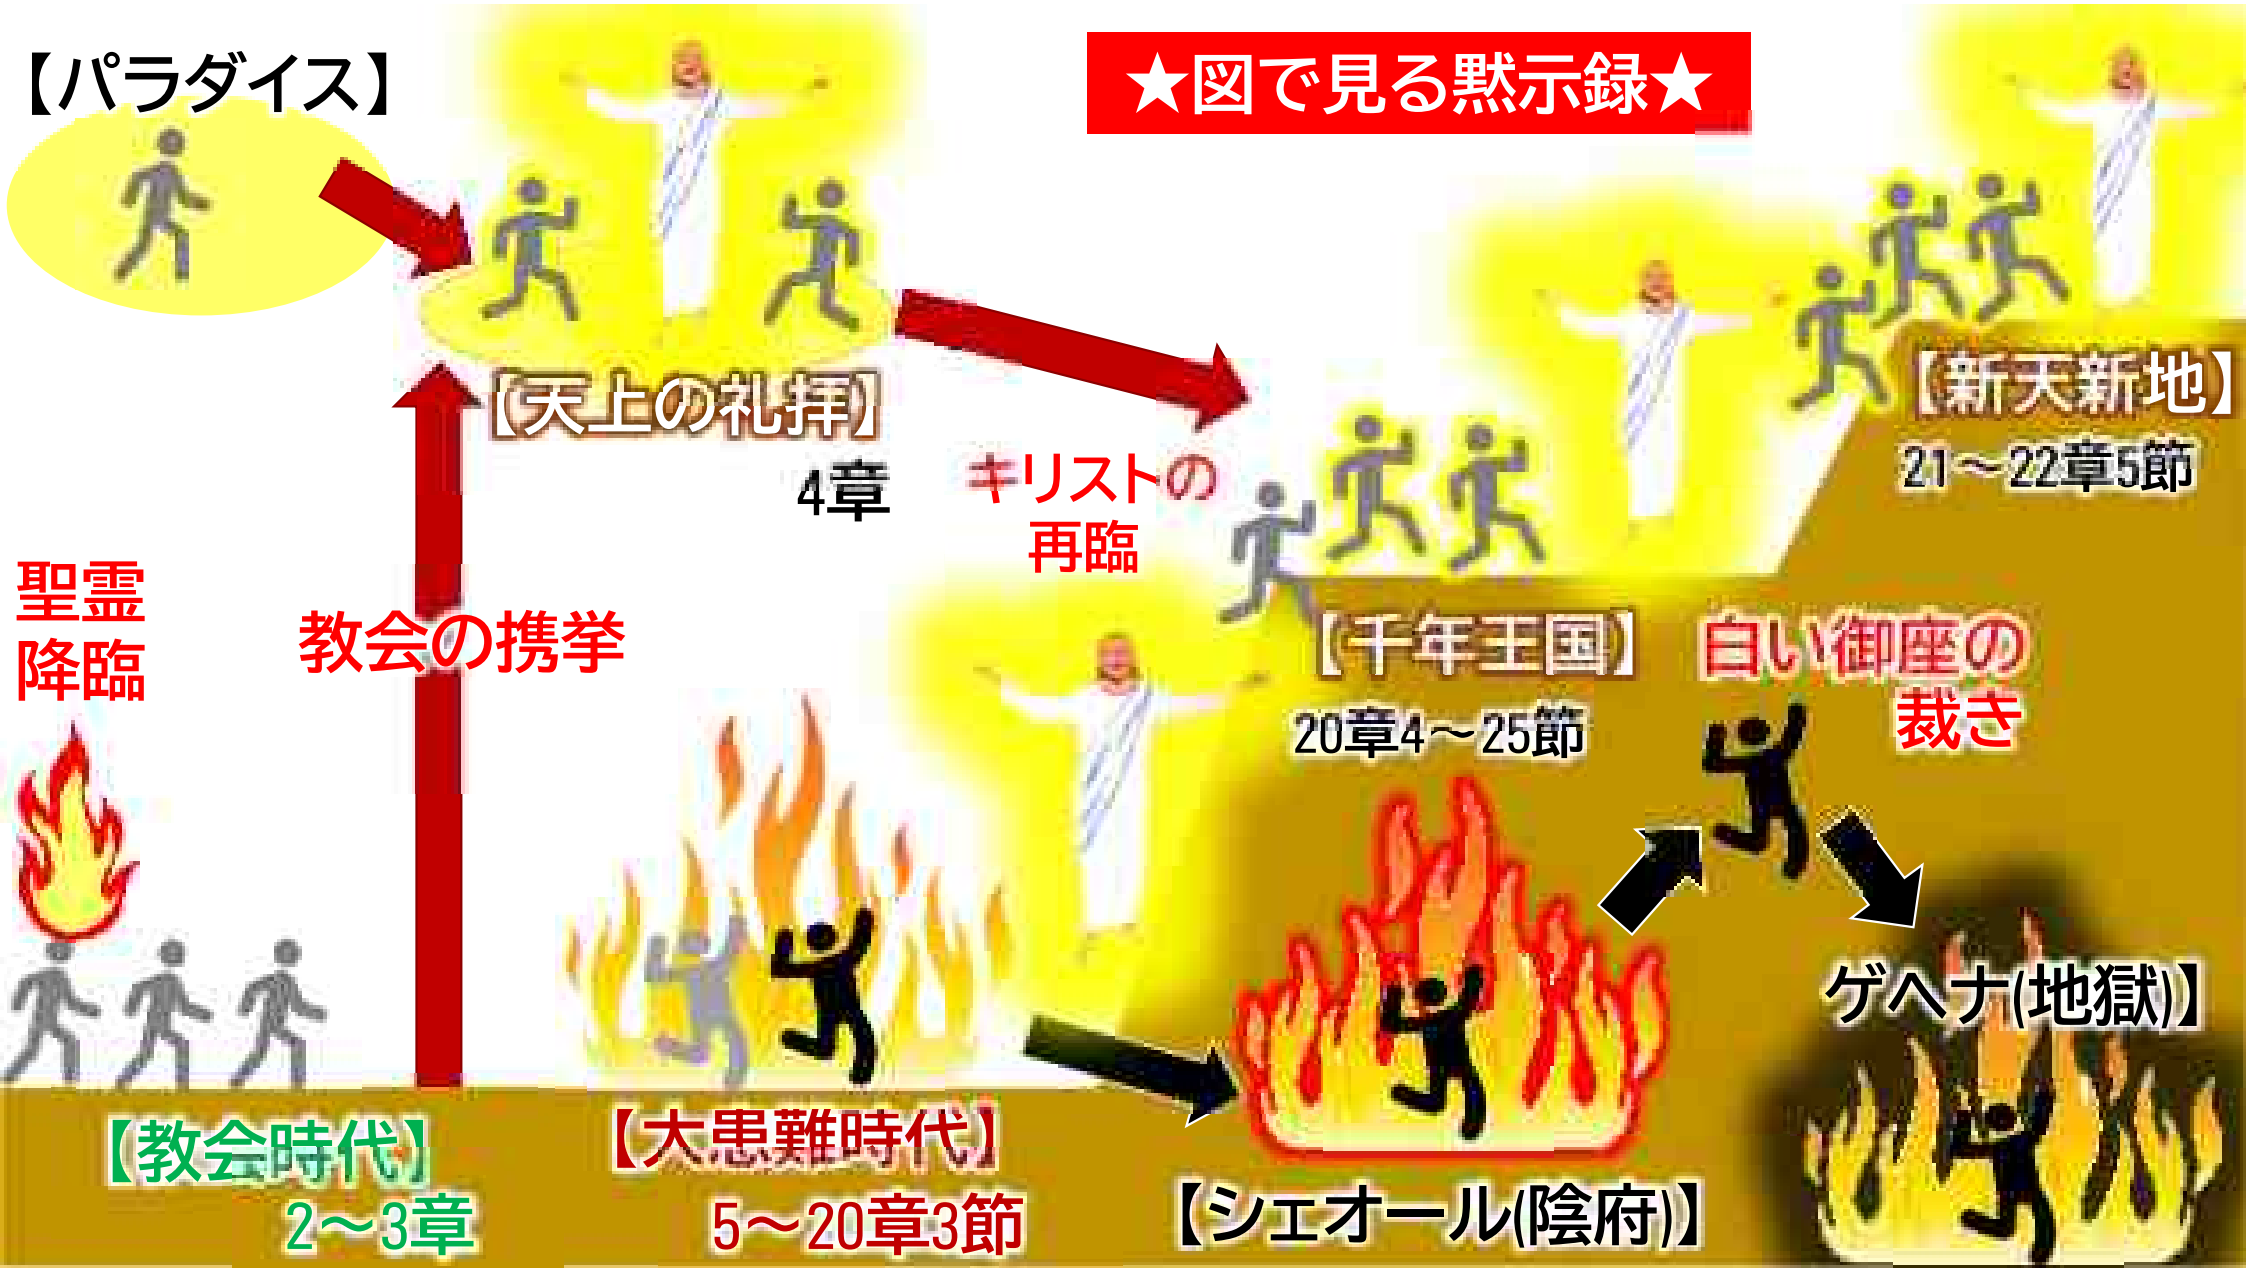 ★図で見る黙示録★
【パラダイス】
【天上の礼拝】
4章
キリストの
再臨
【新天新地】
21～22章5節
聖霊
降臨
教会の携挙
【千年王国】
20章4～25節
白い御座の
裁き
ゲヘナ(地獄)】
【教会時代】
2～3章
【大患難時代】
5～20章3節
【シェオール(陰府)】